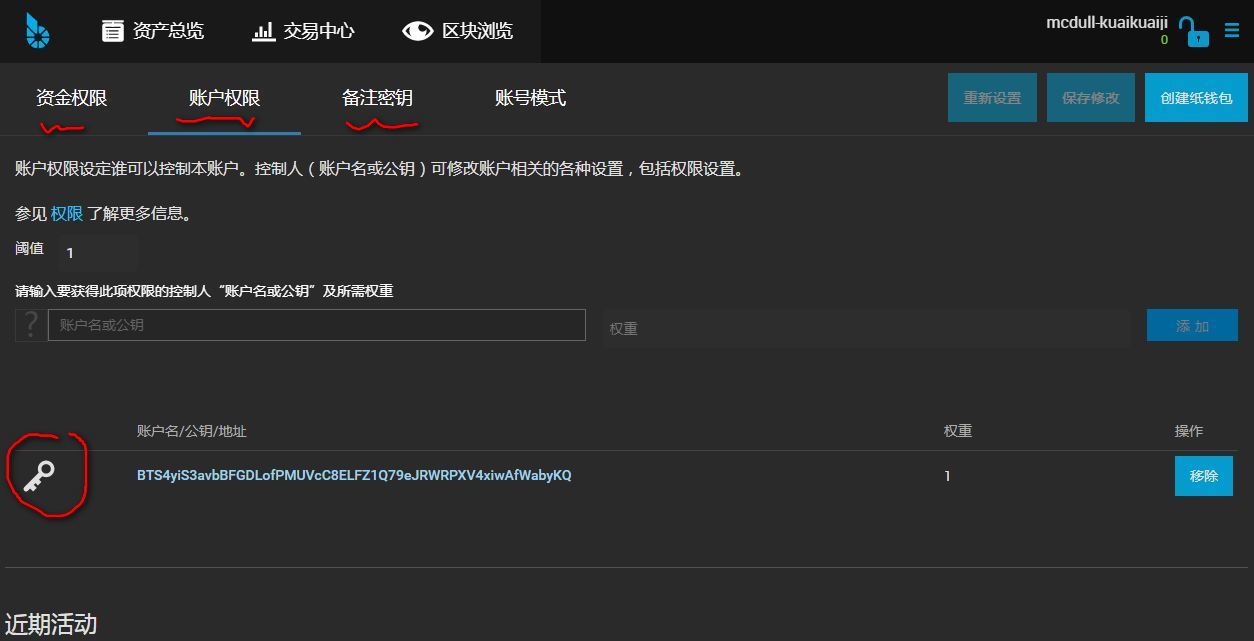 资产总览 交易中心 区块浏览 mcdull-kuaikuaiji
0
资金权限 账户权限 备注密钥 账号模式 重新设置 保存修改 创建纸钱包
账户权限设定谁可以控制本账户。控制人（账户名或公钥）可修改账户相关的各种设置，包括权限设置。
参见 权限 了解更多信息。
阈值 1
请输入要获得此项权限的控制人“账户名或公钥”及所需权重
? 账户名或公钥 权重 添 加
账户名/公钥/地址 权重 操作
BTS4yiS3avbBFGDLofPMUVcC8ELFZ1Q79eJRWRPXV4xiwAfWabyKQ 1 移除
近期活动